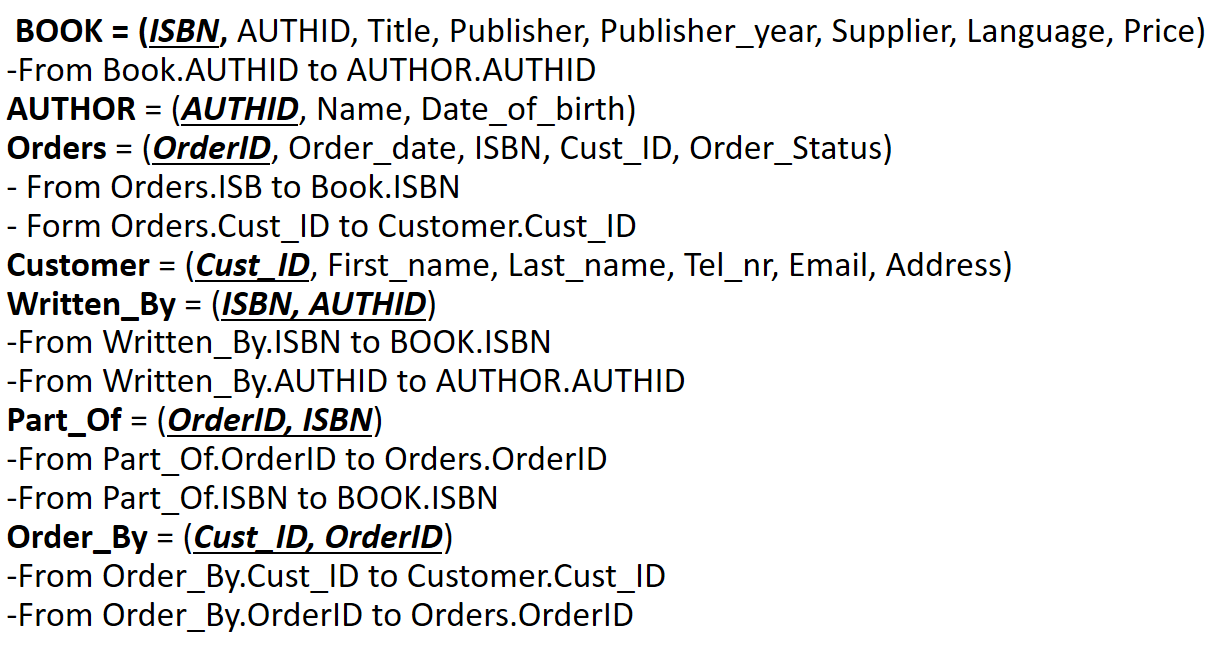 BOOK = (ISBN, AUTHID, Title, Publisher, Publisher_year, Supplier, Language, Price)
-From Book.AUTHID to AUTHOR.AUTHID
AUTHOR = (AUTHID, Name, Date_of_birth)
Orders = (OrderID, Order_date, ISBN, Cust_ID, Order_Status)
- From Orders.ISB to Book.ISBN
- Form Orders.Cust_ID to Customer.Cust_ID
Customer = (Cust_ID, First_name, Last_name, Tel_nr, Email, Address)
Written_By = (ISBN, AUTHID)
-From Written_By.ISBN to BOOK.ISBN
-From Written_By.AUTHID to AUTHOR.AUTHID
Part_Of = (OrderID, ISBN)
-From Part_Of.OrderID to Orders.OrderID
-From Part_Of.ISBN to BOOK.ISBN
Order_By = (Cust_ID, OrderID)
-From Order_By.Cust_ID to Customer.Cust_ID
-From Order_By.OrderID to Orders.OrderID